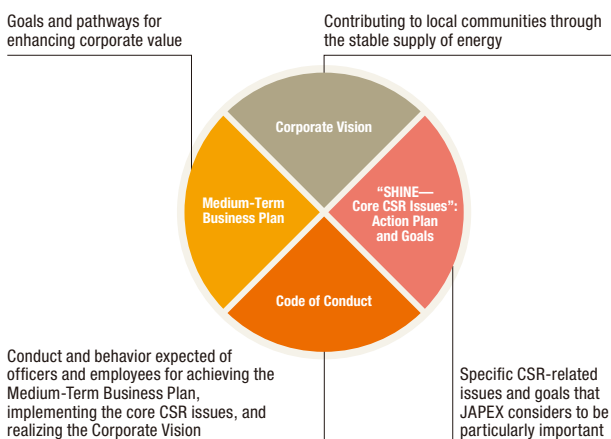 Goals and pathways for
enhancing corporate value
Contributing to local communities through
the stable supply of energy
Corporate Vision
Medium-Term
Business Plan
“SHINE—
Core CSR Issues”:
Action Plan
and Goals
Code of Conduct
Conduct and behavior expected of
officers and employees for achieving the
Medium-Term Business Plan,
implementing the core CSR issues, and
realizing the Corporate Vision
Specific CSR-related
issues and goals that
JAPEX considers to be
particularly important